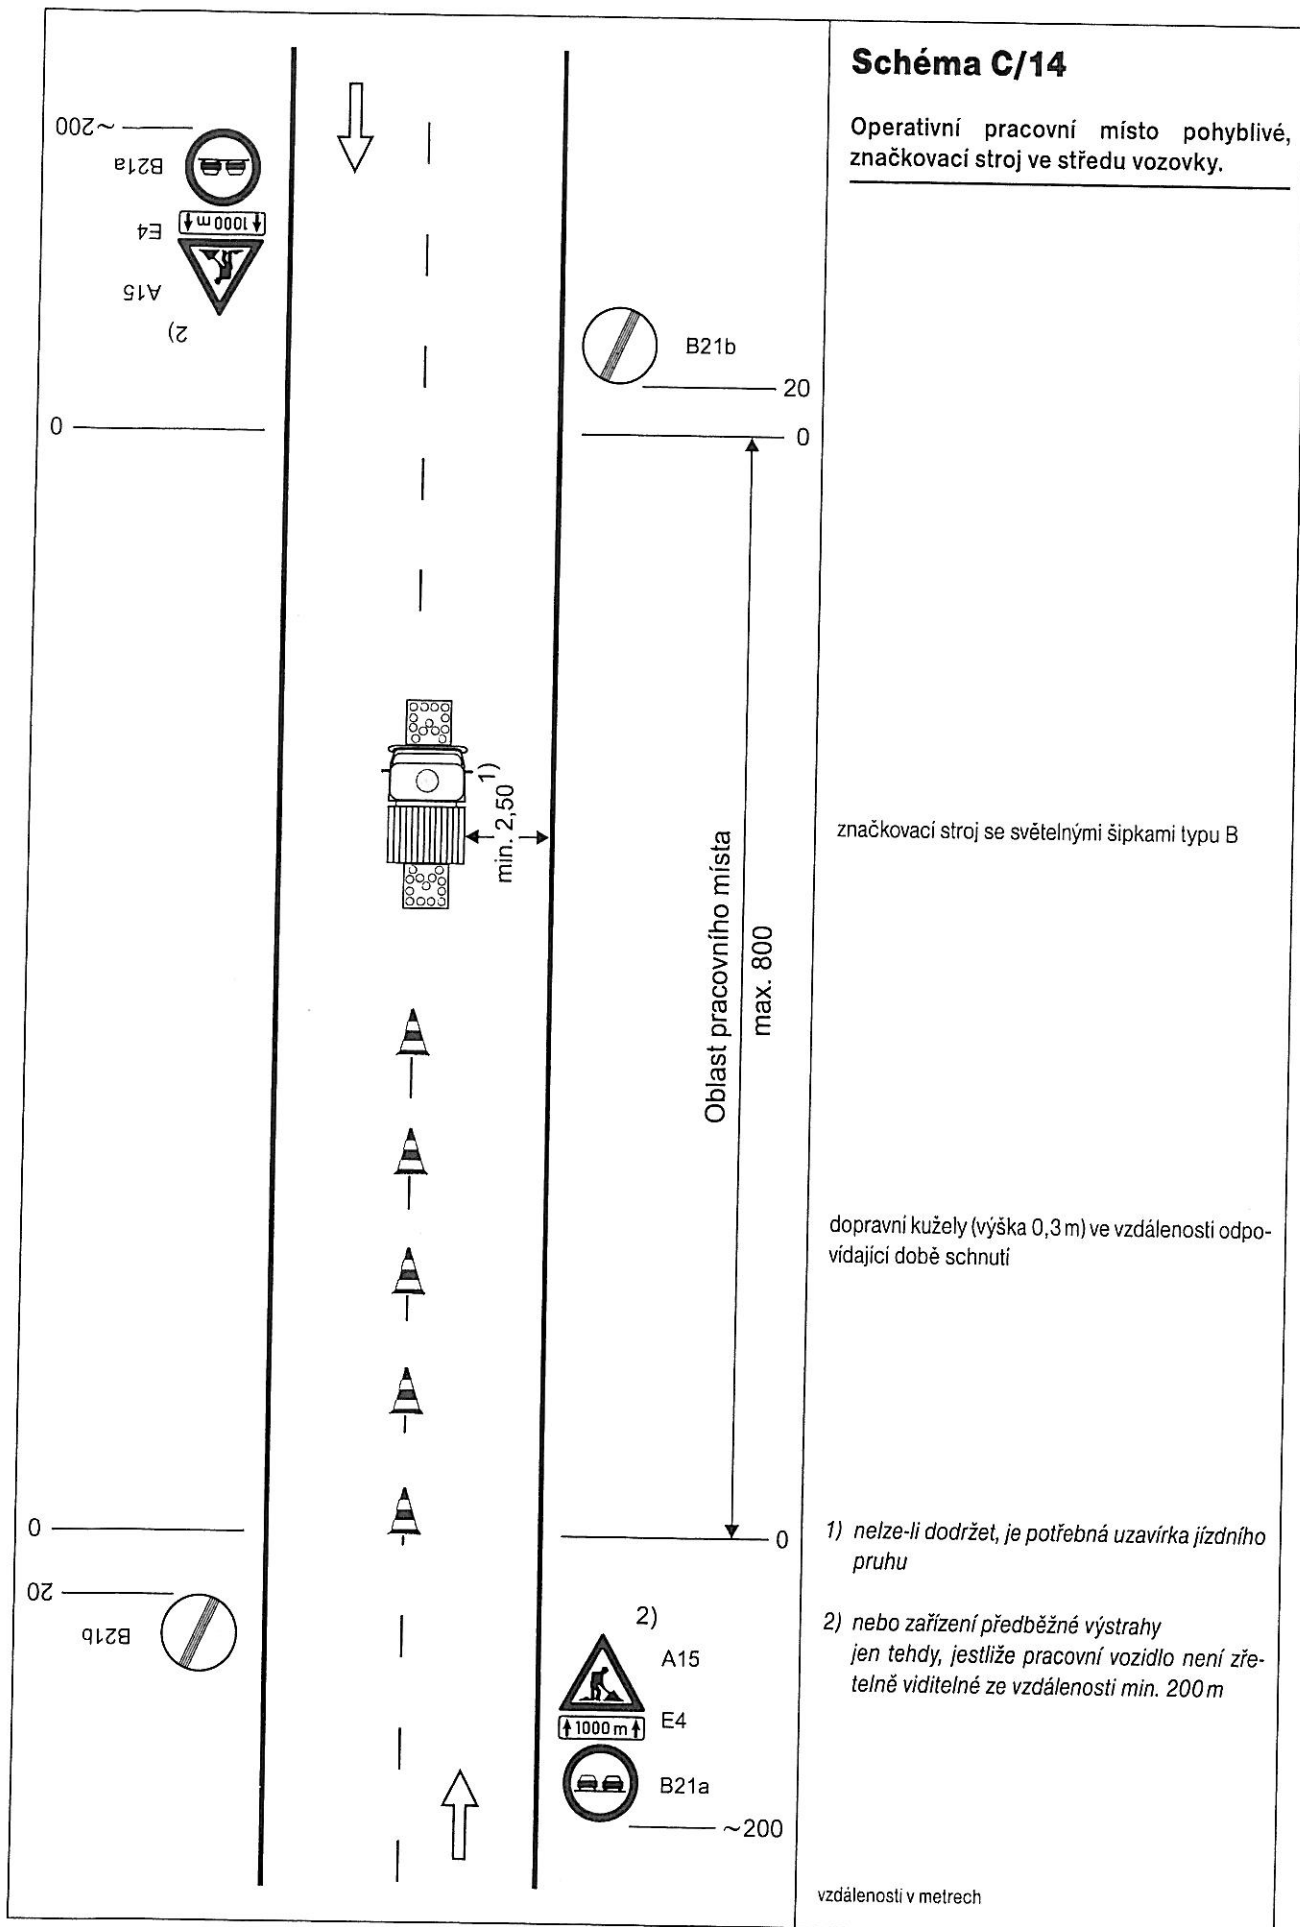 Schéma C/14
Operativní pracovní místo pohyblivé,
značkovací stroj ve středu vozovky.
~200
B21a
1000 m
E4
A15
2)
B21b
20
0
0
1)
min. 2,50
Oblast pracovního místa
max. 800
značkovací stroj se světelnými šipkami typu B
dopravní kužely (výška 0,3 m) ve vzdálenosti odpo-
vídající době schnutí
0
0
20
B21b
2)
A15
1000 m
E4
B21a
~200
1) nelze-li dodržet, je potřebná uzavírka jízdního
pruhu
2) nebo zařízení předběžné výstrahy
jen tehdy, jestliže pracovní vozidlo není zře-
telně viditelné ze vzdálenosti min. 200 m
vzdálenosti v metrech